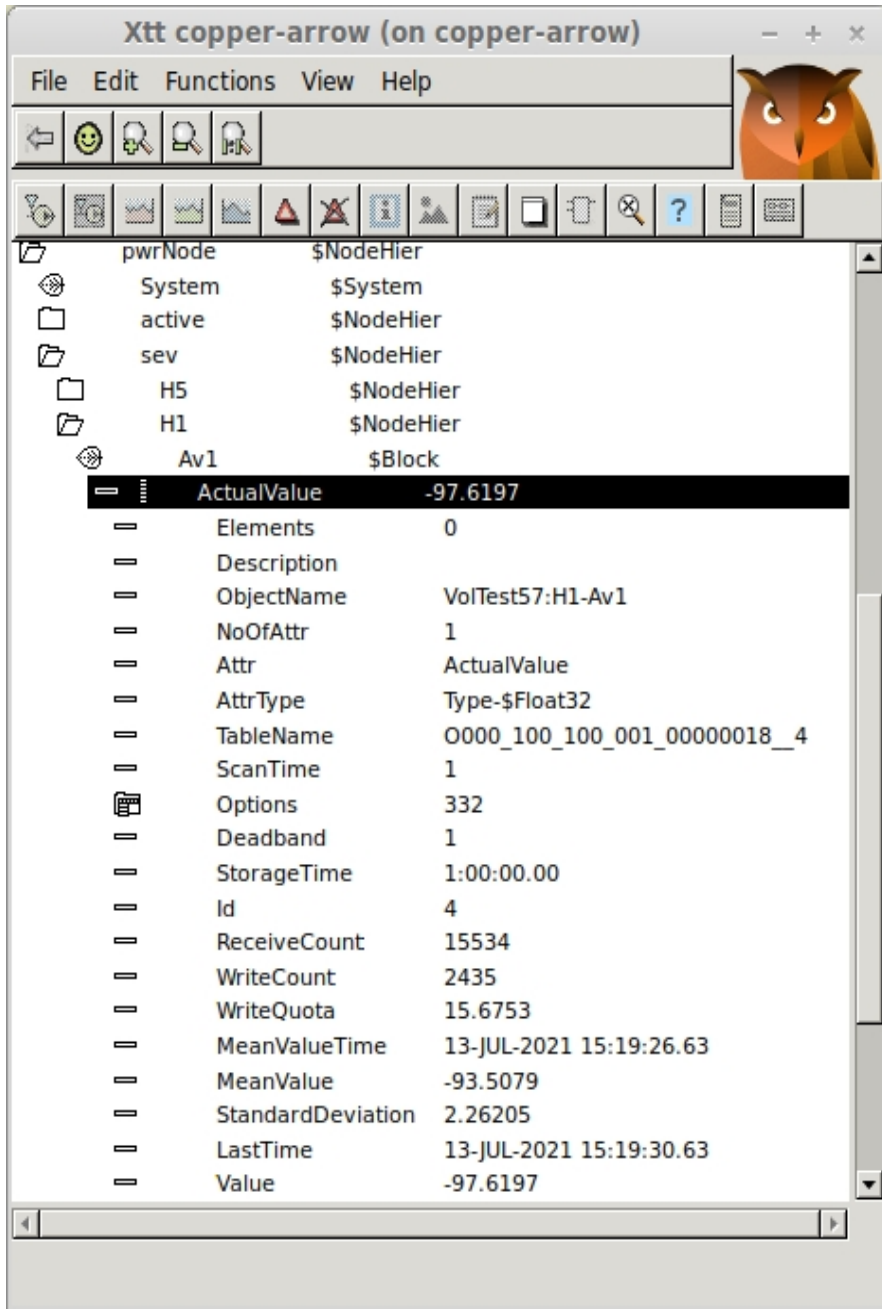 Xtt copper-arrow (on copper-arrow)
File Edit Functions View Help
pwrNode $NodeHier
System $System
active $NodeHier
sev $NodeHier
H5 $NodeHier
H1 $NodeHier
Av1 $Block
ActualValue -97.6197
Elements 0
Description
ObjectName VolTest57:H1-Av1
NoOfAttr 1
Attr ActualValue
AttrType Type-$Float32
TableName O000_100_100_001_00000018__4
ScanTime 1
Options 332
Deadband 1
StorageTime 1:00:00.00
Id 4
ReceiveCount 15534
WriteCount 2435
WriteQuota 15.6753
MeanValueTime 13-JUL-2021 15:19:26.63
MeanValue -93.5079
StandardDeviation 2.26205
LastTime 13-JUL-2021 15:19:30.63
Value -97.6197